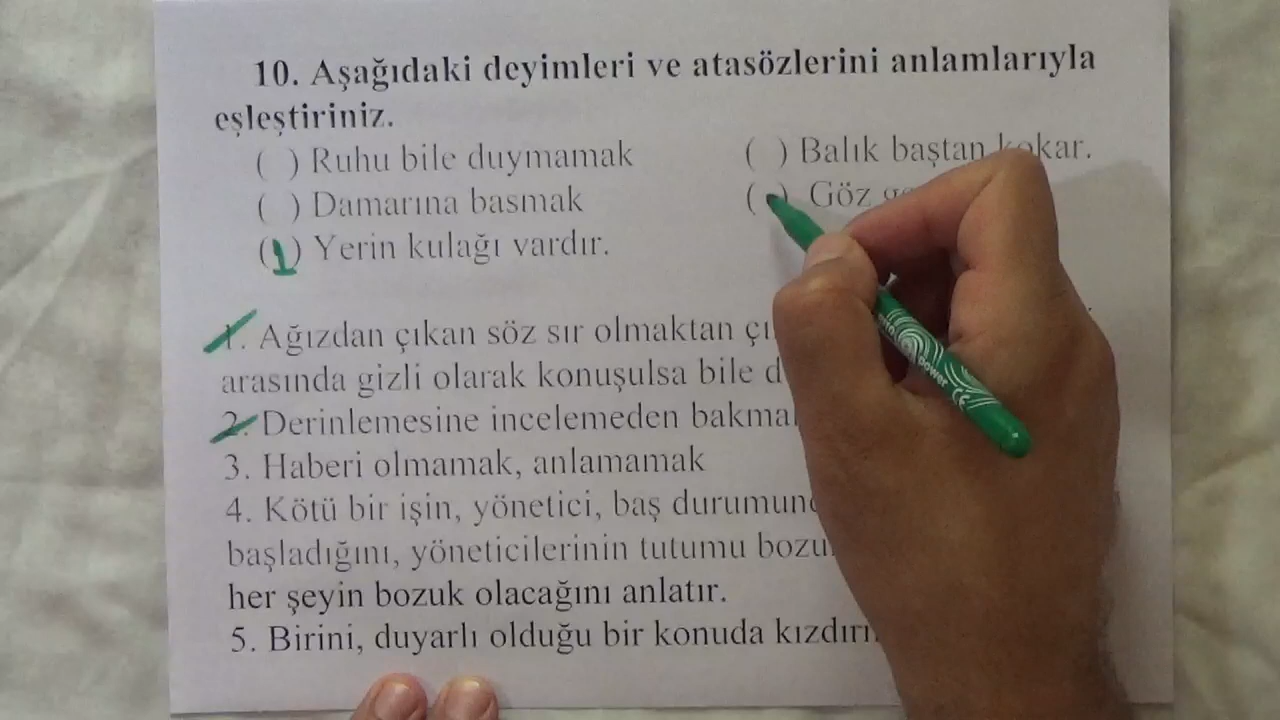 10. Aşağıdaki deyimleri ve atasözlerini anlamlarıyla
eşleştiriniz.
( ) Ruhu bile duymamak ( ) Balık baştan kokar.
( ) Damarına basmak ( ) Göz
(1) Yerin kulağı vardır.
1. Ağızdan çıkan söz sır olmaktan
arasında gizli olarak konuşulsa bile
2. Derinlemesine incelemeden
3. Haberi olmamak, anlamamak
4. Kötü bir işin, yönetici, baş
başladığını, yöneticilerinin tutumu
her şeyin bozuk olacağını anlatır.
5. Birini, duyarlı olduğu bir konuda
power